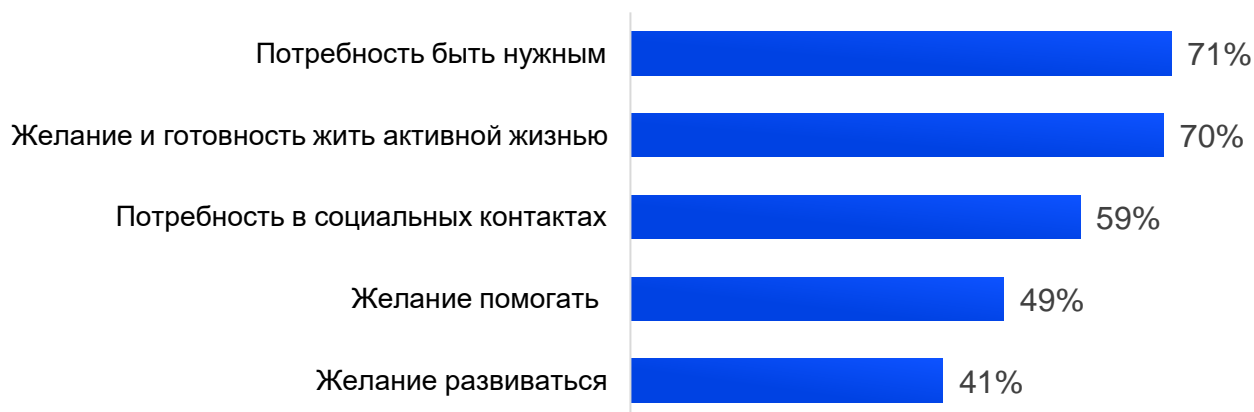 Потребность быть нужным 71%
Желание и готовность жить активной жизнью 70%
Потребность в социальных контактах 59%
Желание помогать 49%
Желание развиваться 41%